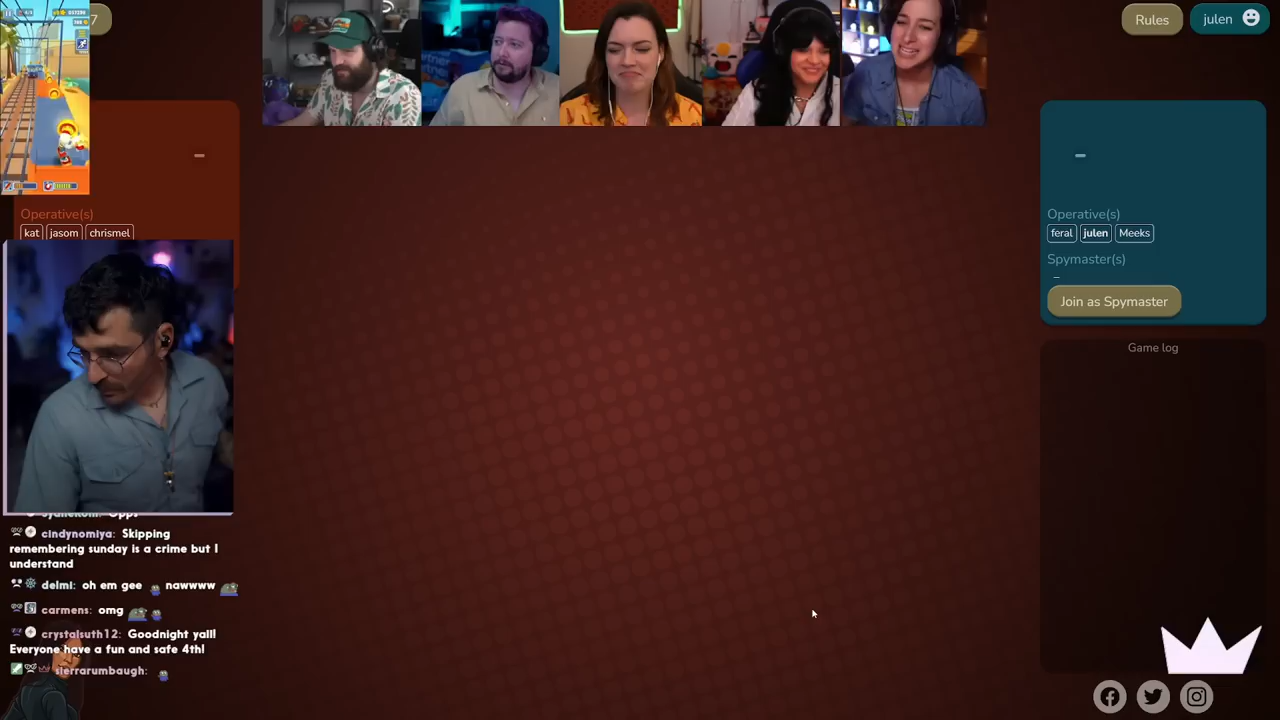 7
Rules
julen
–
Operative(s)
kat
jasom
chrismel
–
Operative(s)
feral
julen
Meeks
Spymaster(s)
–
Join as Spymaster
Game log
cindynomiya: Skipping
remembering sunday is a crime but I
understand
delmi: oh em gee nawwww
carmens: omg
crystalsuth12: Goodnight yall!
Everyone have a fun and safe 4th!
sierrarumbaugh: